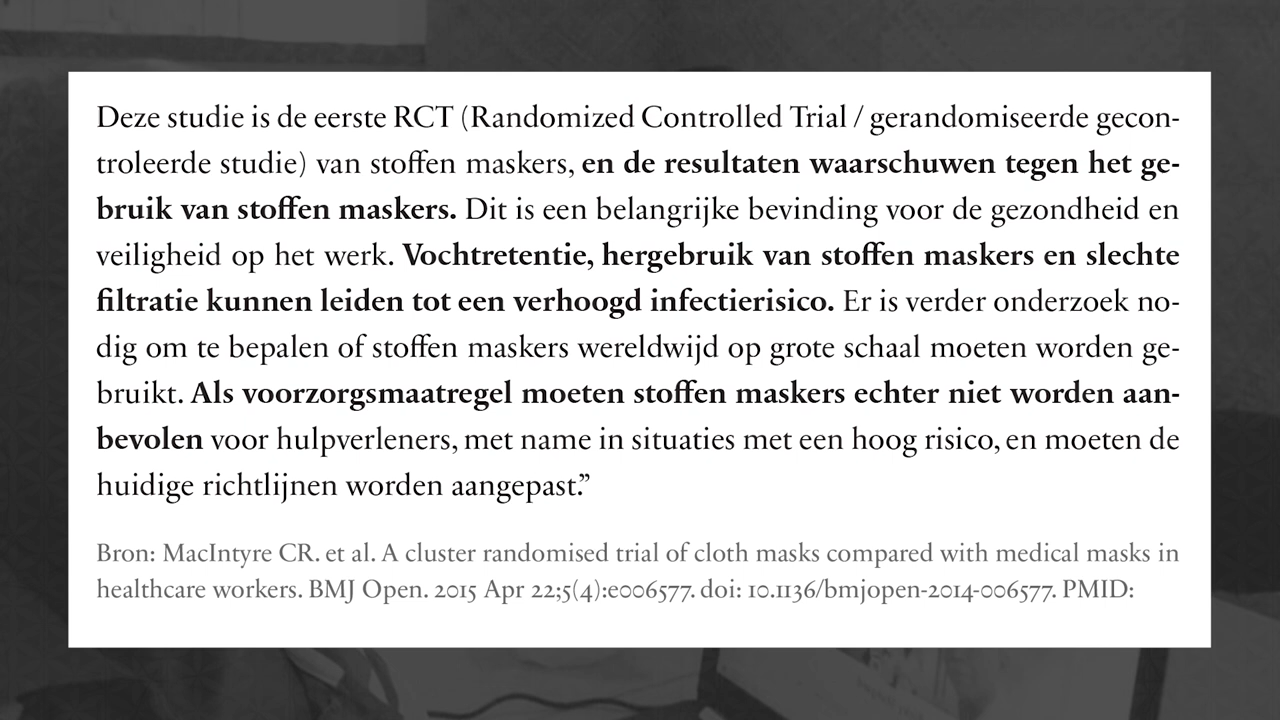 Deze studie is de eerste RCT (Randomized Controlled Trial / gerandomiseerde gecon-
troleerde studie) van stoffen maskers, en de resultaten waarschuwen tegen het ge-
bruik van stoffen maskers. Dit is een belangrijke bevinding voor de gezondheid en
veiligheid op het werk. Vochtretentie, hergebruik van stoffen maskers en slechte
filtratie kunnen leiden tot een verhoogd infectierisico. Er is verder onderzoek no-
dig om te bepalen of stoffen maskers wereldwijd op grote schaal moeten worden ge-
bruikt. Als voorzorgsmaatregel moeten stoffen maskers echter niet worden aan-
bevolen voor hulpverleners, met name in situaties met een hoog risico, en moeten de
huidige richtlijnen worden aangepast.”
Bron: MacIntyre CR. et al. A cluster randomised trial of cloth masks compared with medical masks in
healthcare workers. BMJ Open. 2015 Apr 22;5(4):e006577. doi: 10.1136/bmjopen-2014-006577. PMID: